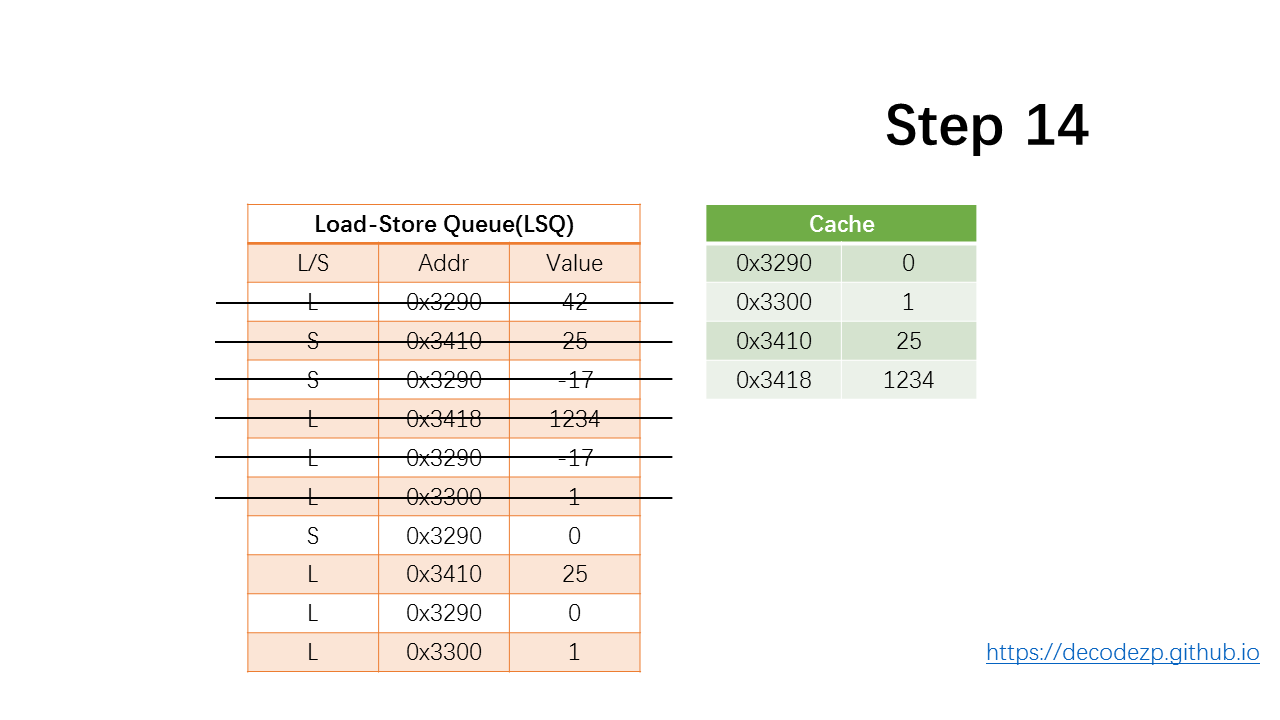 Step 14
Load-Store Queue(LSQ)
L/S Addr Value
L 0x3290 42
S 0x3410 25
S 0x3290 -17
L 0x3418 1234
L 0x3290 -17
L 0x3300 1
S 0x3290 0
L 0x3410 25
L 0x3290 0
L 0x3300 1
Cache
0x3290 0
0x3300 1
0x3410 25
0x3418 1234
https://decodezp.github.io